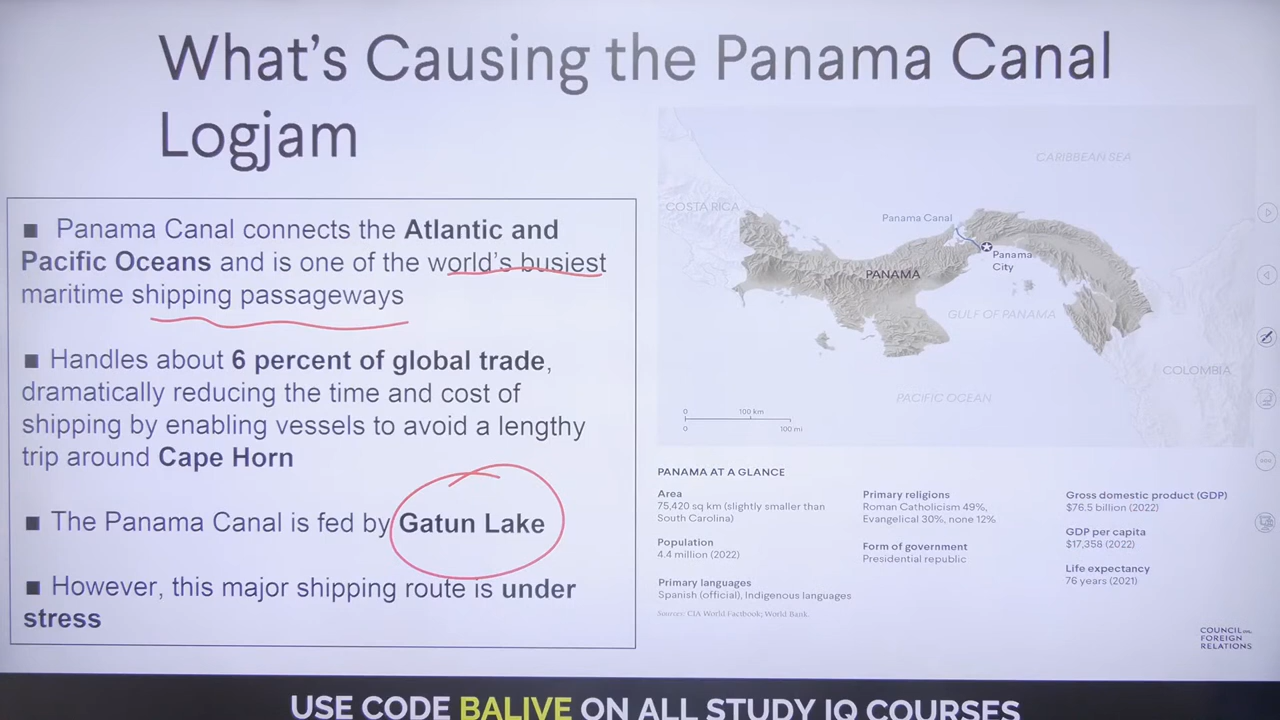 What's Causing the Panama Canal
Logjam
■ Panama Canal connects the Atlantic and
Pacific Oceans and is one of the world's busiest
maritime shipping passageways
■ Handles about 6 percent of global trade,
dramatically reducing the time and cost of
shipping by enabling vessels to avoid a lengthy
trip around Cape Horn
■ The Panama Canal is fed by Gatun Lake
■ However, this major shipping route is under
stress
CARIBBEAN SEA
COSTA RICA
Panama Canal
Panama
City
PANAMA
GULF OF PANAMA
COLOMBIA
PACIFIC OCEAN
0 100 km
0 100 mi
PANAMA AT A GLANCE
Area
75,420 sq km (slightly smaller than
South Carolina)
Population
4.4 million (2022)
Primary languages
Spanish (official), Indigenous languages
Sources: CIA World Factbook; World Bank.
Primary religions
Roman Catholicism 49%,
Evangelical 30%, none 12%
Form of government
Presidential republic
Gross domestic product (GDP)
$76.5 billion (2022)
GDP per capita
$17,358 (2022)
Life expectancy
76 years (2021)
COUNCIL on
FOREIGN
RELATIONS
USE CODE BALIVE ON ALL STUDY IQ COURSES